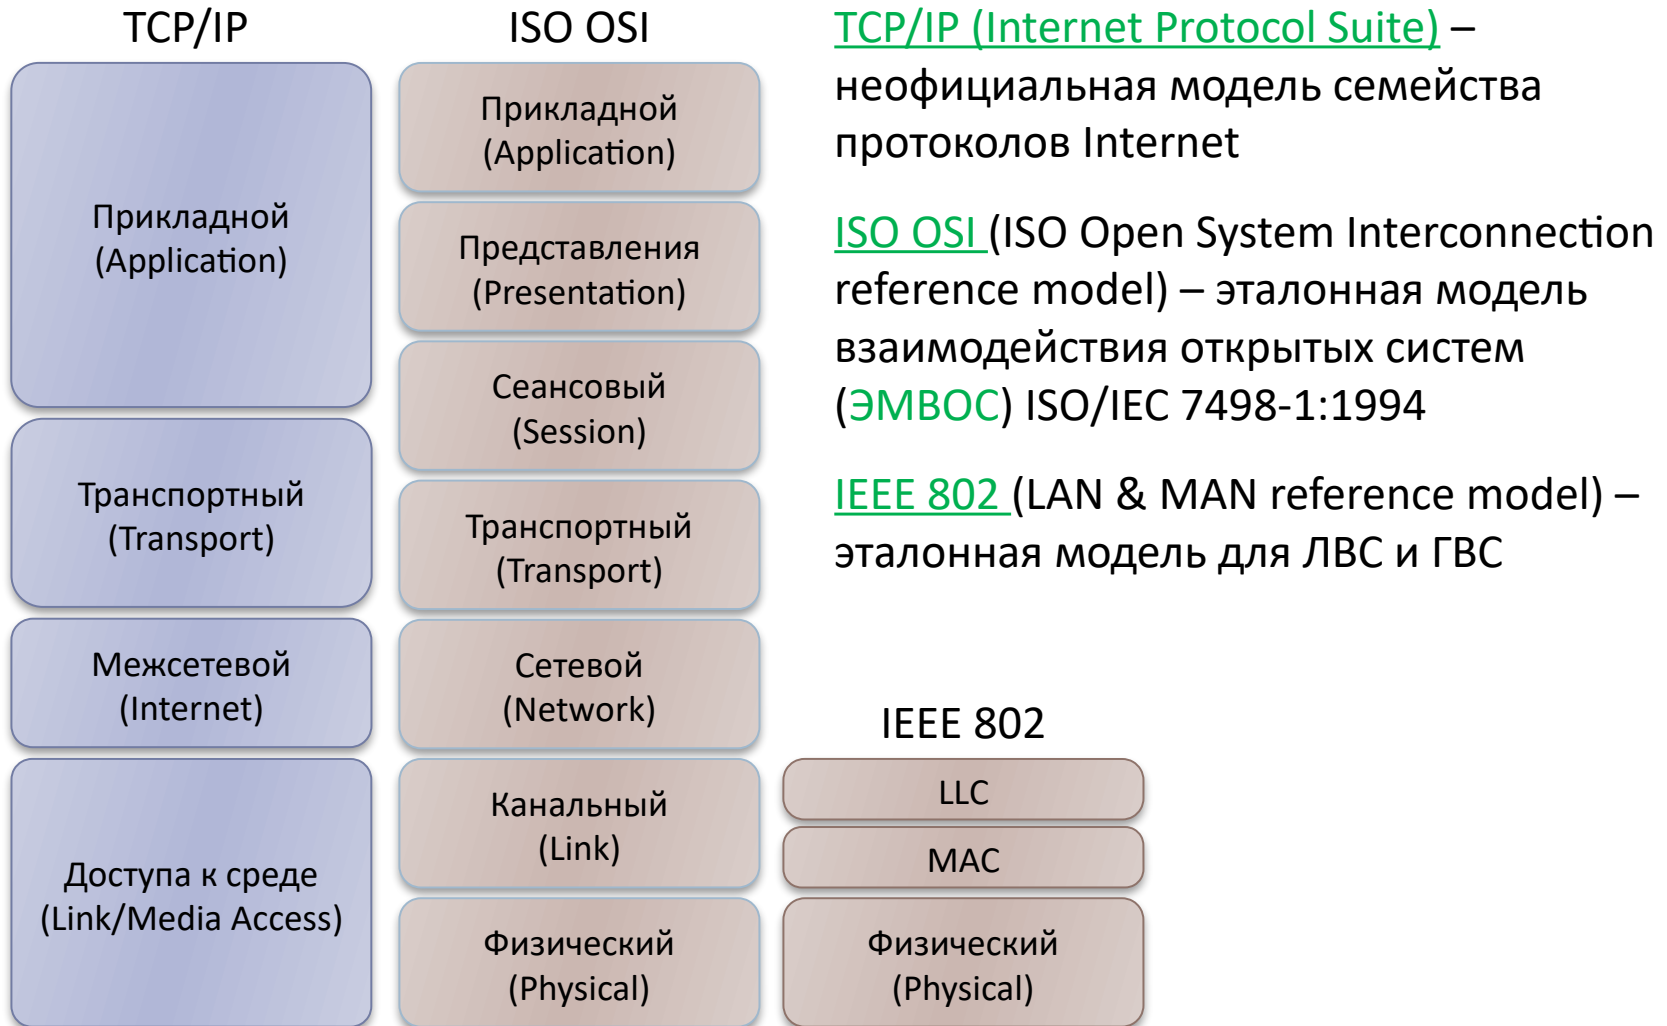 TCP/IP
Прикладной
(Application)
Транспортный
(Transport)
Межсетевой
(Internet)
Доступа к среде
(Link/Media Access)
ISO OSI
Прикладной
(Application)
Представления
(Presentation)
Сеансовый
(Session)
Транспортный
(Transport)
Сетевой
(Network)
Канальный
(Link)
Физический
(Physical)
IEEE 802
LLC
MAC
Физический
(Physical)
TCP/IP (Internet Protocol Suite) –
неофициальная модель семейства
протоколов Internet
ISO OSI (ISO Open System Interconnection
reference model) – эталонная модель
взаимодействия открытых систем
(ЭМВОС) ISO/IEC 7498-1:1994
IEEE 802 (LAN & MAN reference model) –
эталонная модель для ЛВС и ГВС